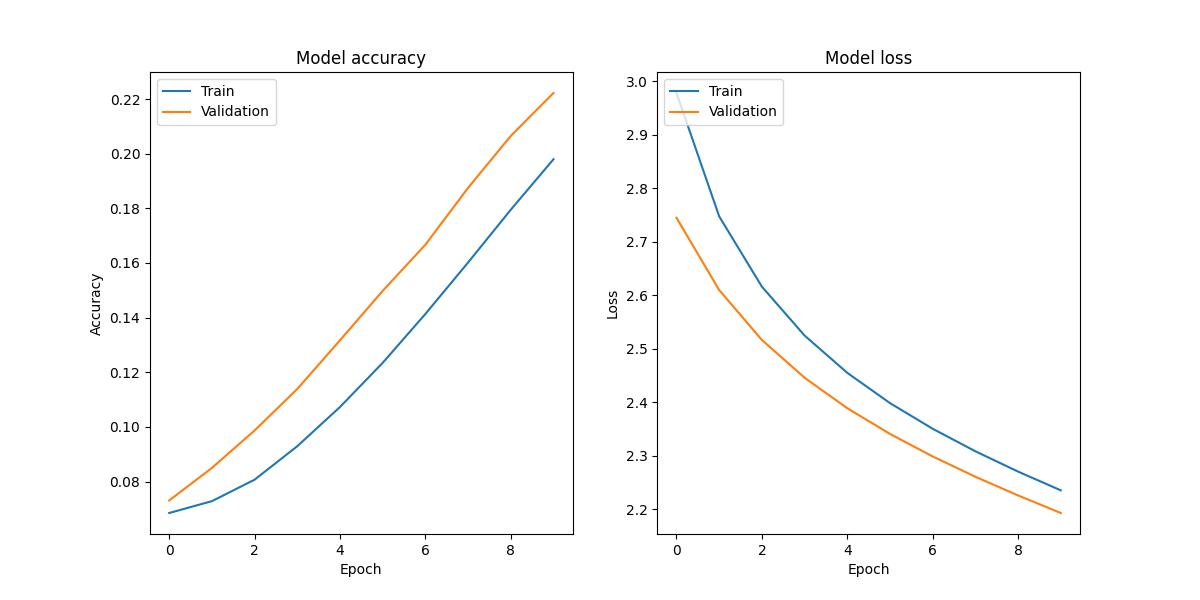 Model accuracy
Train
Validation
0.22
0.20
0.18
0.16
0.14
0.12
0.10
0.08
Accuracy
0 2 4 6 8
Epoch
Model loss
Train
Validation
3.0
2.9
2.8
2.7
2.6
2.5
2.4
2.3
2.2
Loss
0 2 4 6 8
Epoch